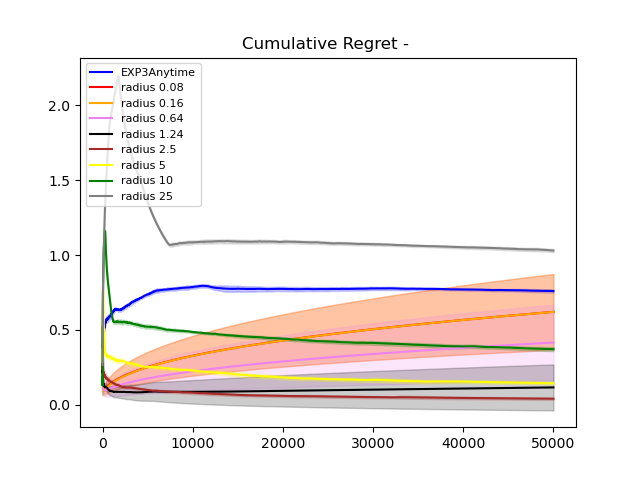 Cumulative Regret -
EXP3Anytime
radius 0.08
radius 0.16
radius 0.64
radius 1.24
radius 2.5
radius 5
radius 10
radius 25
2.0
1.5
1.0
0.5
0.0
0
10000
20000
30000
40000
50000